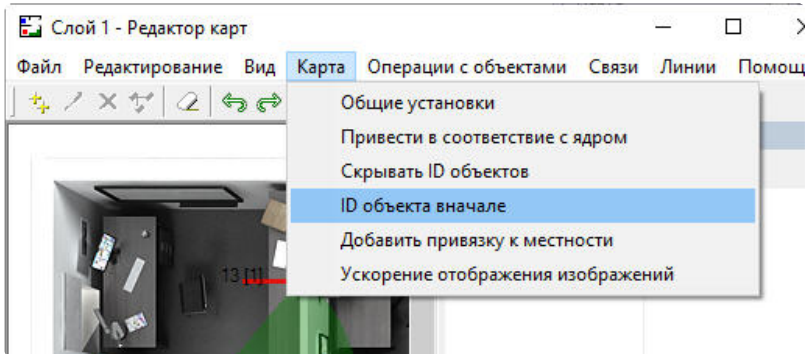 Слой 1 - Редактор карт
Файл Редактирование Вид Карта Операции с объектами Связи Линии Помощ
Общие установки
Привести в соответствие с ядром
Скрывать ID объектов
ID объекта вначале
Добавить привязку к местности
Ускорение отображения изображений
13 [1]